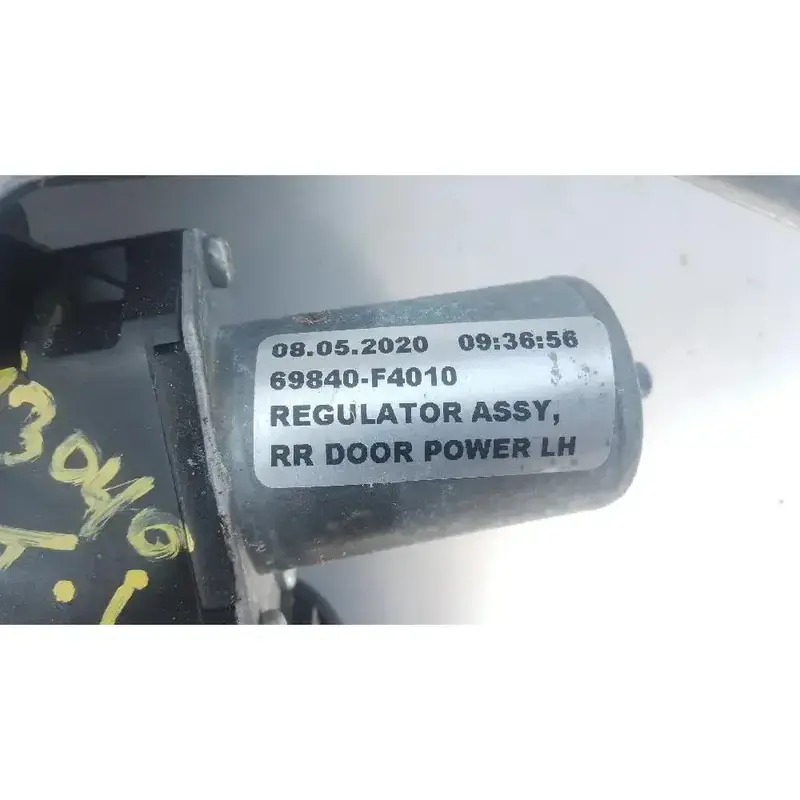 08.05.2020 09:36:56
69840-F4010
REGULATOR ASSY,
RR DOOR POWER LH